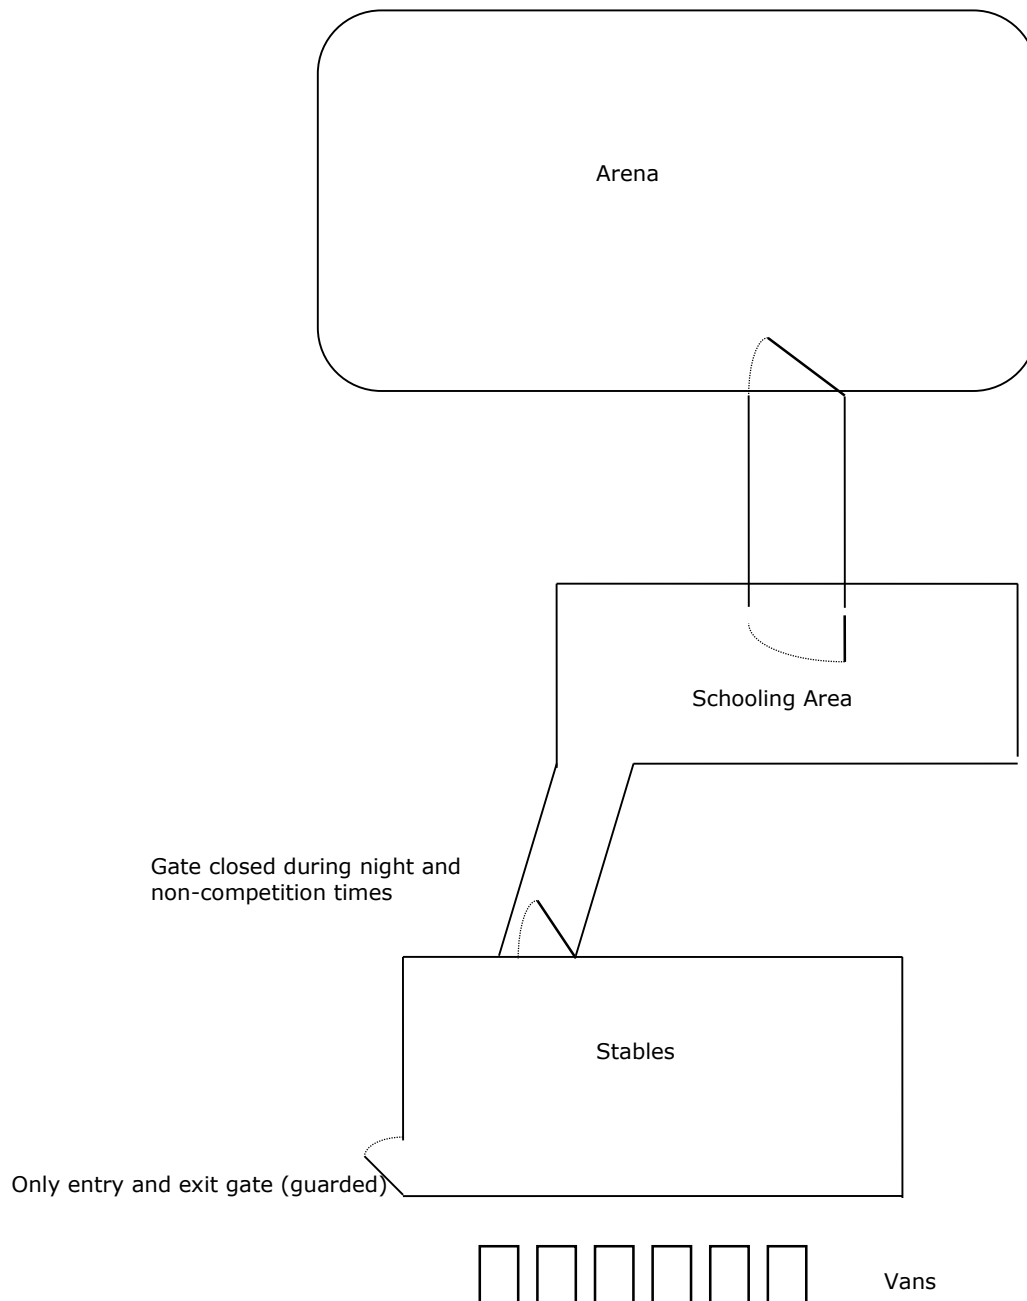 Arena
Schooling Area
Gate closed during night and
non-competition times
Stables
Only entry and exit gate (guarded)
Vans